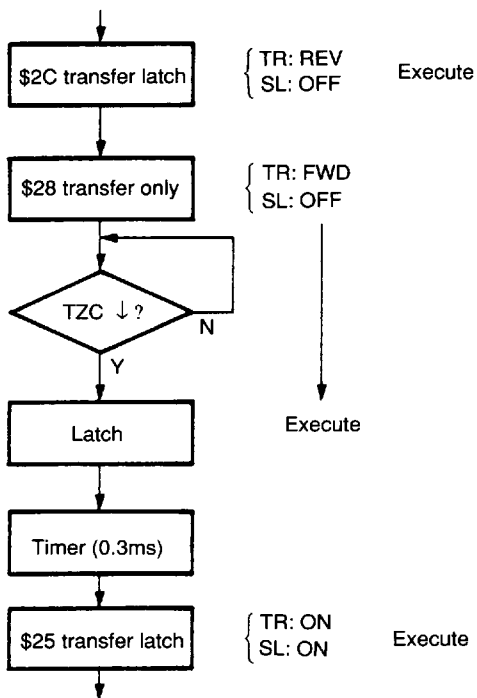 $2C transfer latch
TR: REV
SL: OFF
Execute
$28 transfer only
TR: FWD
SL: OFF
TZC ↓ ?
N
Y
Latch
Execute
Timer (0.3ms)
$25 transfer latch
TR: ON
SL: ON
Execute